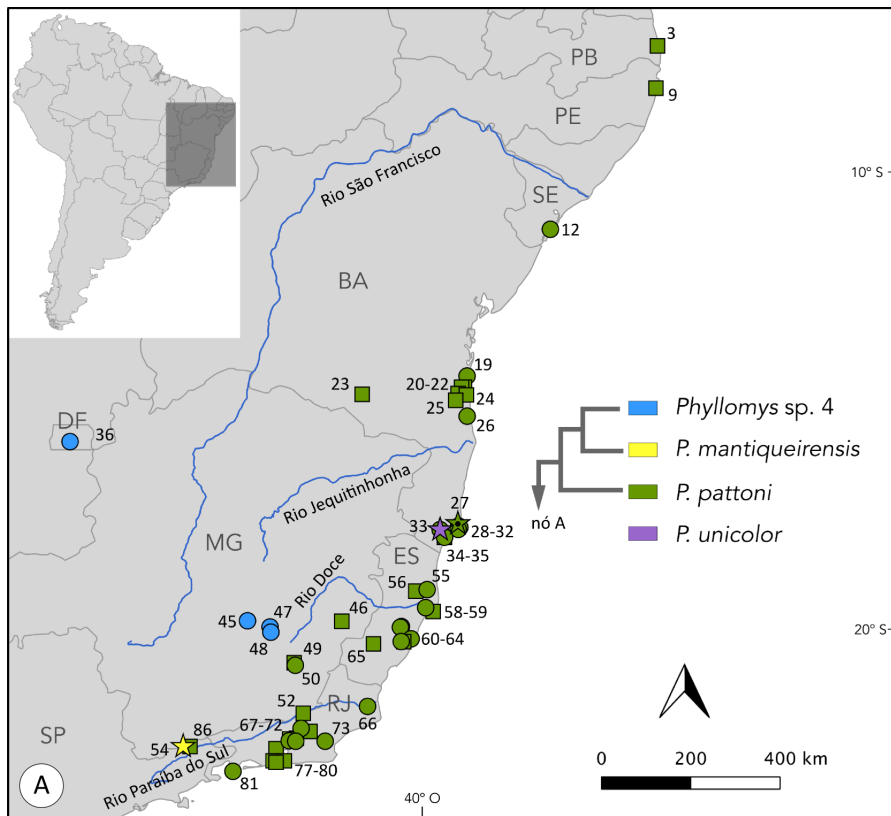 3
PB
9
PE
Rio São Francisco
10° S
SE
12
BA
19
23
20-22
24
25
26
DF
36
Phyllomys sp. 4
P. mantiqueirensis
P. pattoni
nó A
P. unicolor
Rio Jequitinhonha
27
33
28-32
34-35
MG
ES
Rio Doce
56
55
45
47
48
46
58-59
60-64
20° S
49
50
65
52
RJ
66
67-72
73
SP
86
54
Rio Paraíba do Sul
77-80
81
A
40° O
0
200
400 km